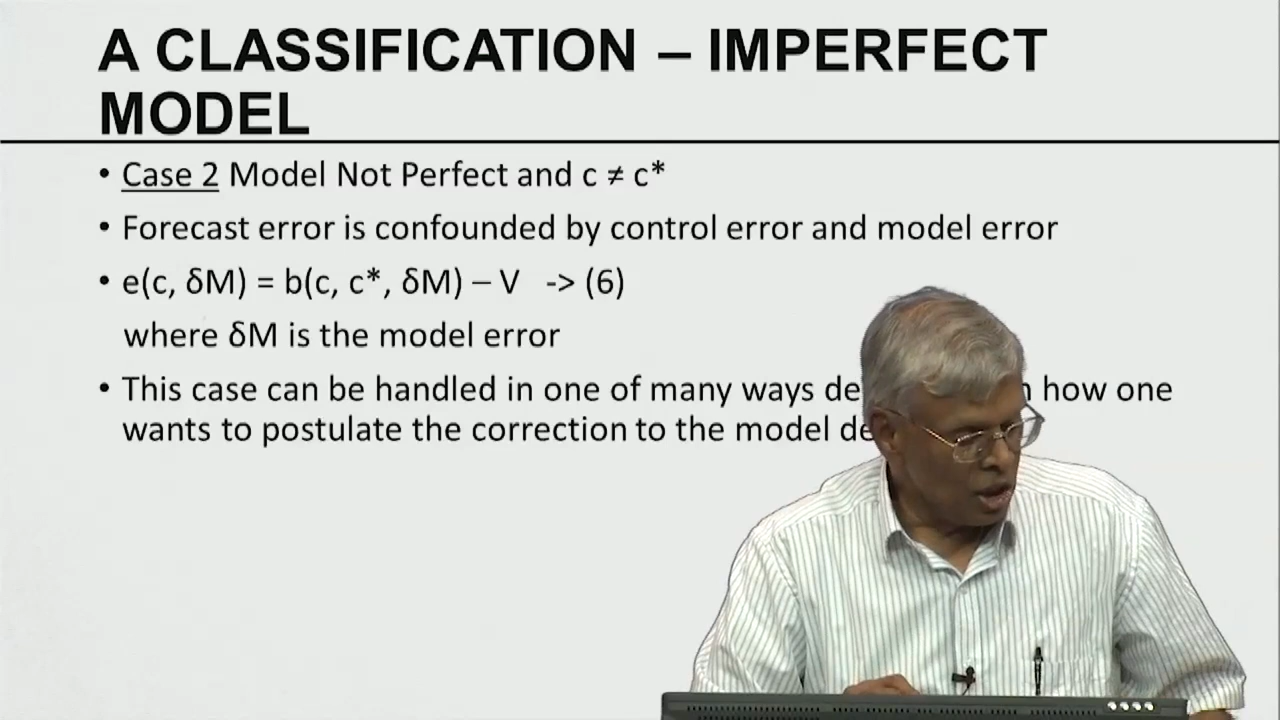 A CLASSIFICATION – IMPERFECT
MODEL
• Case 2 Model Not Perfect and c ≠ c*
• Forecast error is confounded by control error and model error
• e(c, δM) = b(c, c*, δM) – V -> (6)
where δM is the model error
• This case can be handled in one of many ways how one
wants to postulate the correction to the model